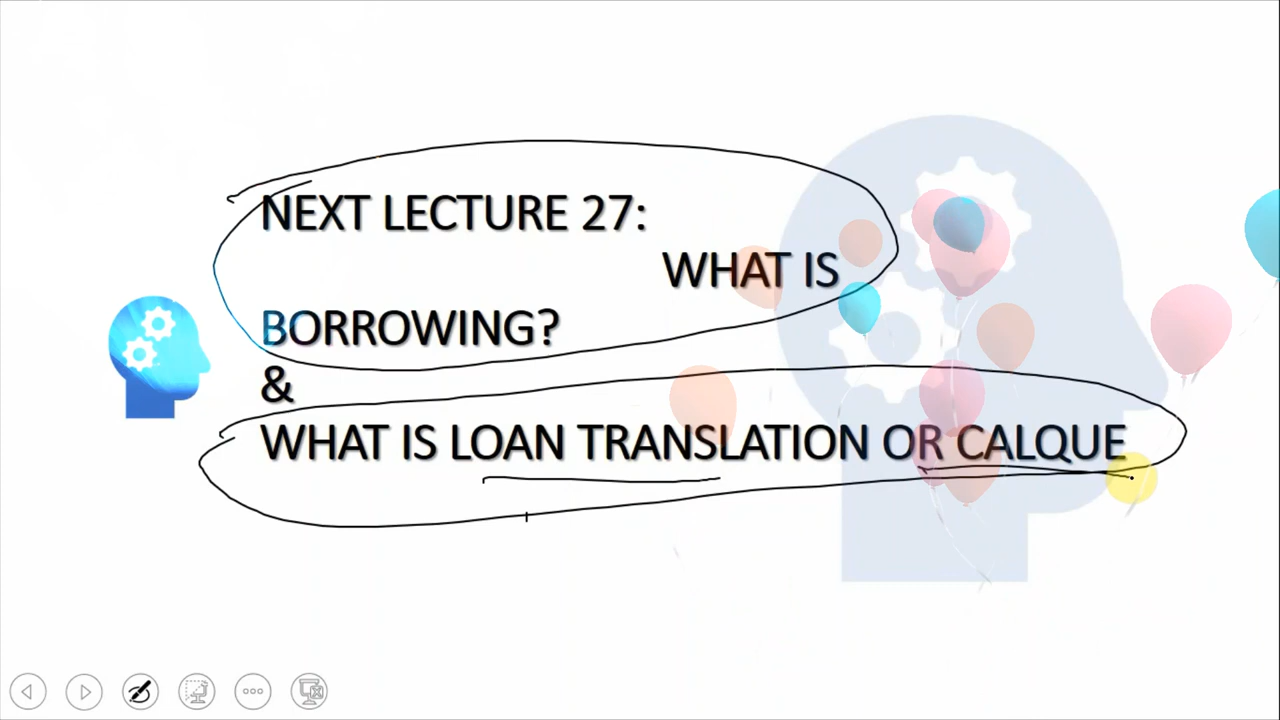 NEXT LECTURE 27:
WHAT IS
BORROWING?
&
WHAT IS LOAN TRANSLATION OR CALQUE